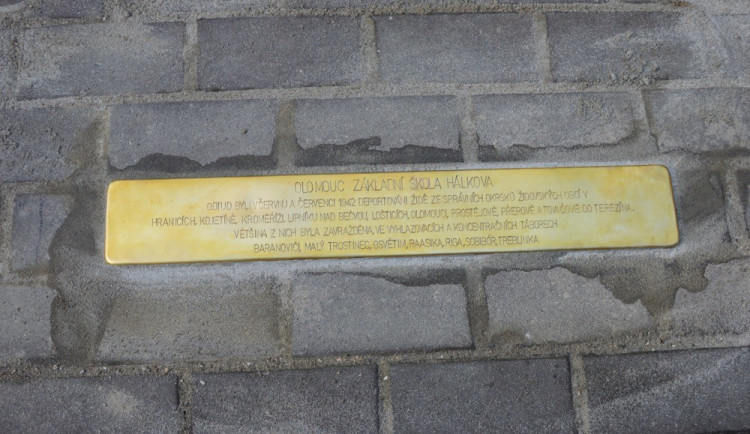 OLOMOUC ZÁKLADNÍ ŠKOLA HÁLKOVA
ODTUD BYLI V ČERVNU A ČERVENCI 1942 DEPORTOVÁNI ŽIDÉ ZE SPRÁVNÍCH OKRSKŮ ŽIDOVSKÝCH OBCÍ V
HRANICÍCH, KOJETÍNĚ, KROMĚŘÍŽI, LIPNÍKU NAD BEČVOU, LOŠTICÍCH, OLOMOUCI, PROSTĚJOVĚ, PŘEROVĚ A TOVAČOVĚ DO TEREZÍNA.
VĚTŠINA Z NICH BYLA ZAVRAŽDĚNA VE VYHLAZOVACÍCH A KONCENTRAČNÍCH TÁBORECH
BARANOVIČI, MALÝ TROSTINEC, OSVĚTIM, RAASIKA, RIGA, SOBIBÓR, TREBLINKA